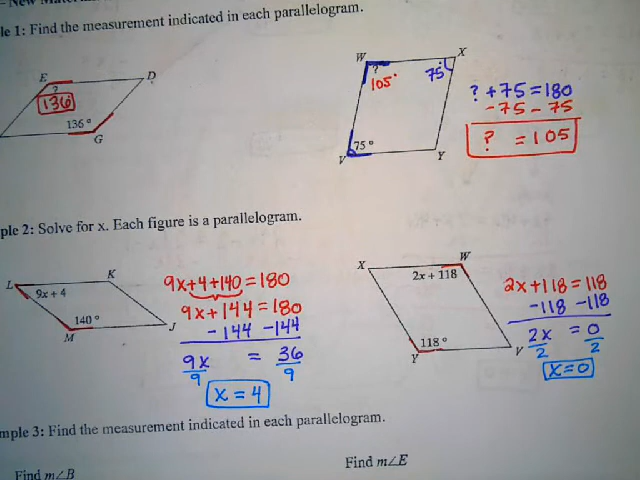 le 1: Find the measurement indicated in each parallelogram.
E
D
?
136
136°
G
W
X
?
105°
75°
V
75°
Y
? + 75 = 180
- 75 - 75
? = 105
ple 2: Solve for x. Each figure is a parallelogram.
L
K
9x + 4
140°
M
J
9x+4+140 = 180
9x + 144 = 180
- 144 - 144
9x = 36
9 9
x = 4
X
W
2x + 118
118°
Y
V
2x+118 = 118
-118 -118
2x = 0
2 2
x=0
mple 3: Find the measurement indicated in each parallelogram.
Find m∠B
Find m∠E